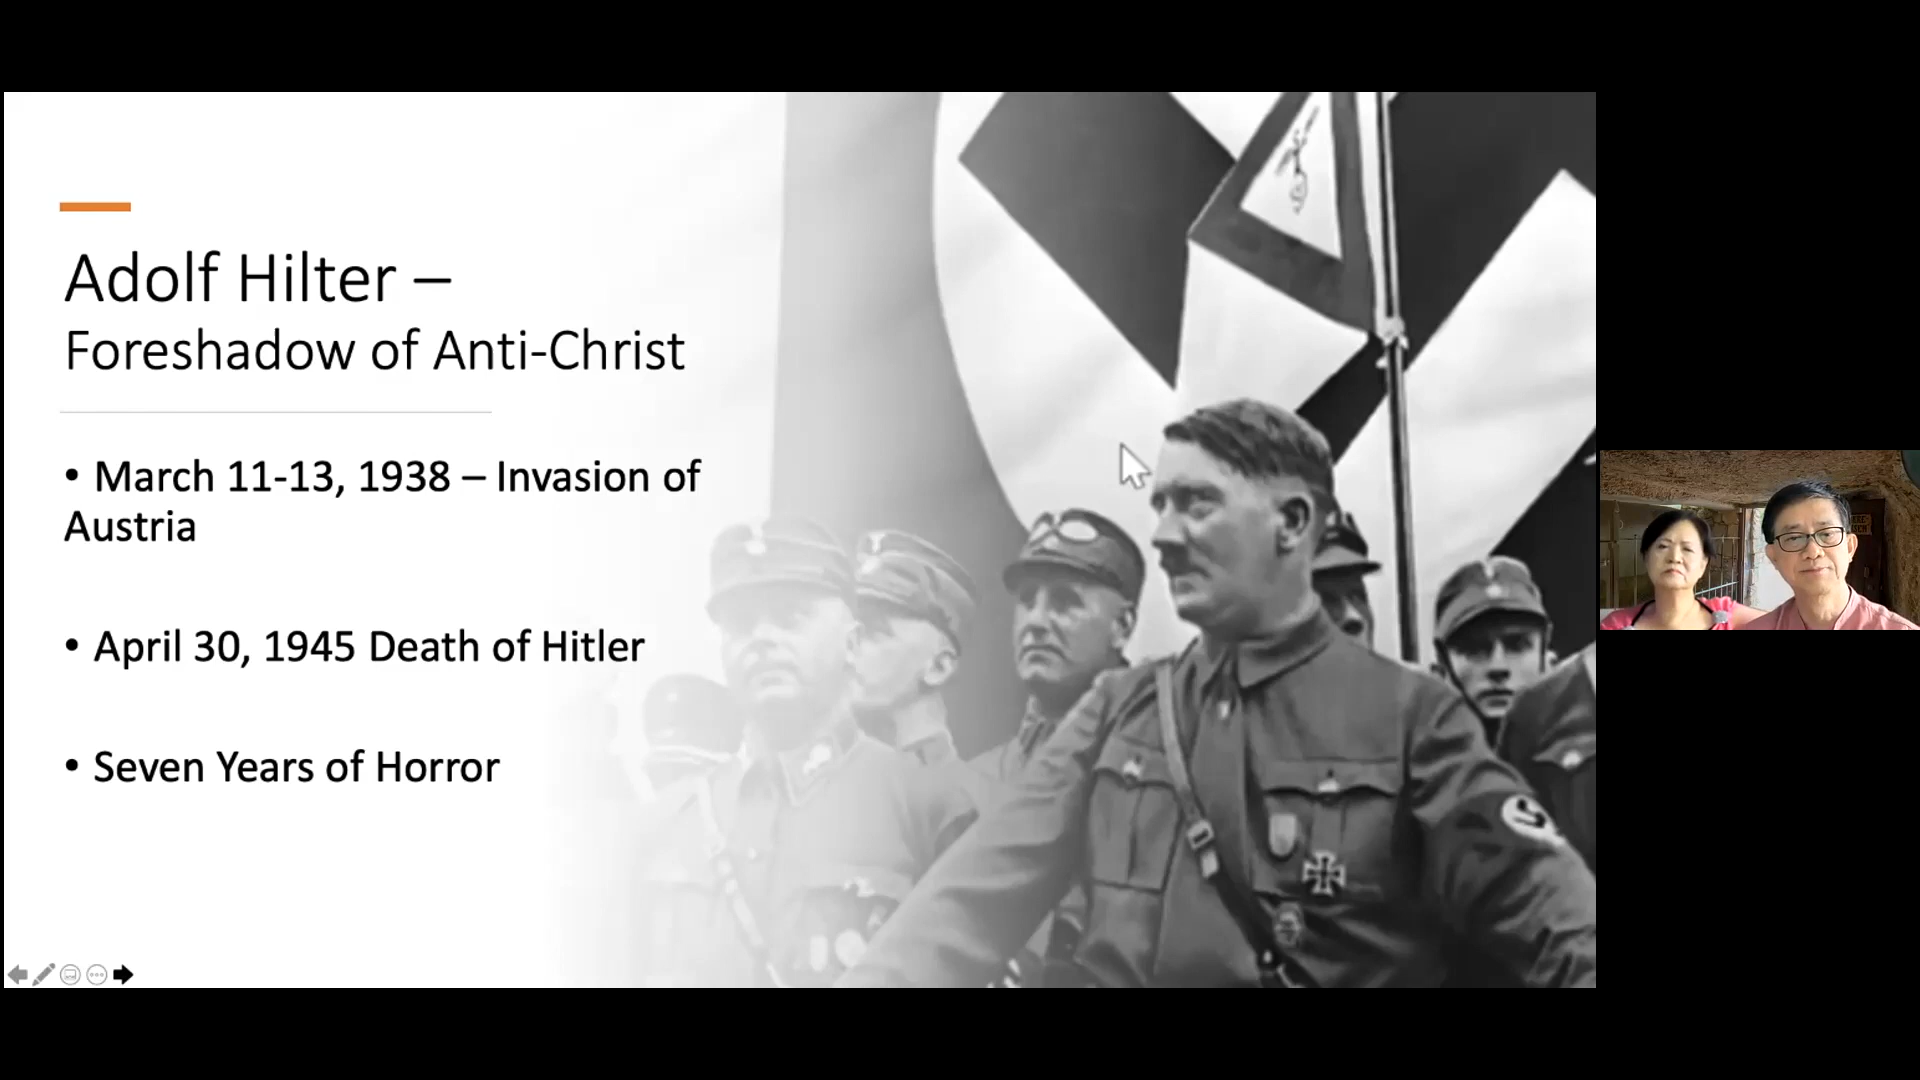 Adolf Hilter –
Foreshadow of Anti-Christ
• March 11-13, 1938 – Invasion of
Austria
• April 30, 1945 Death of Hitler
• Seven Years of Horror